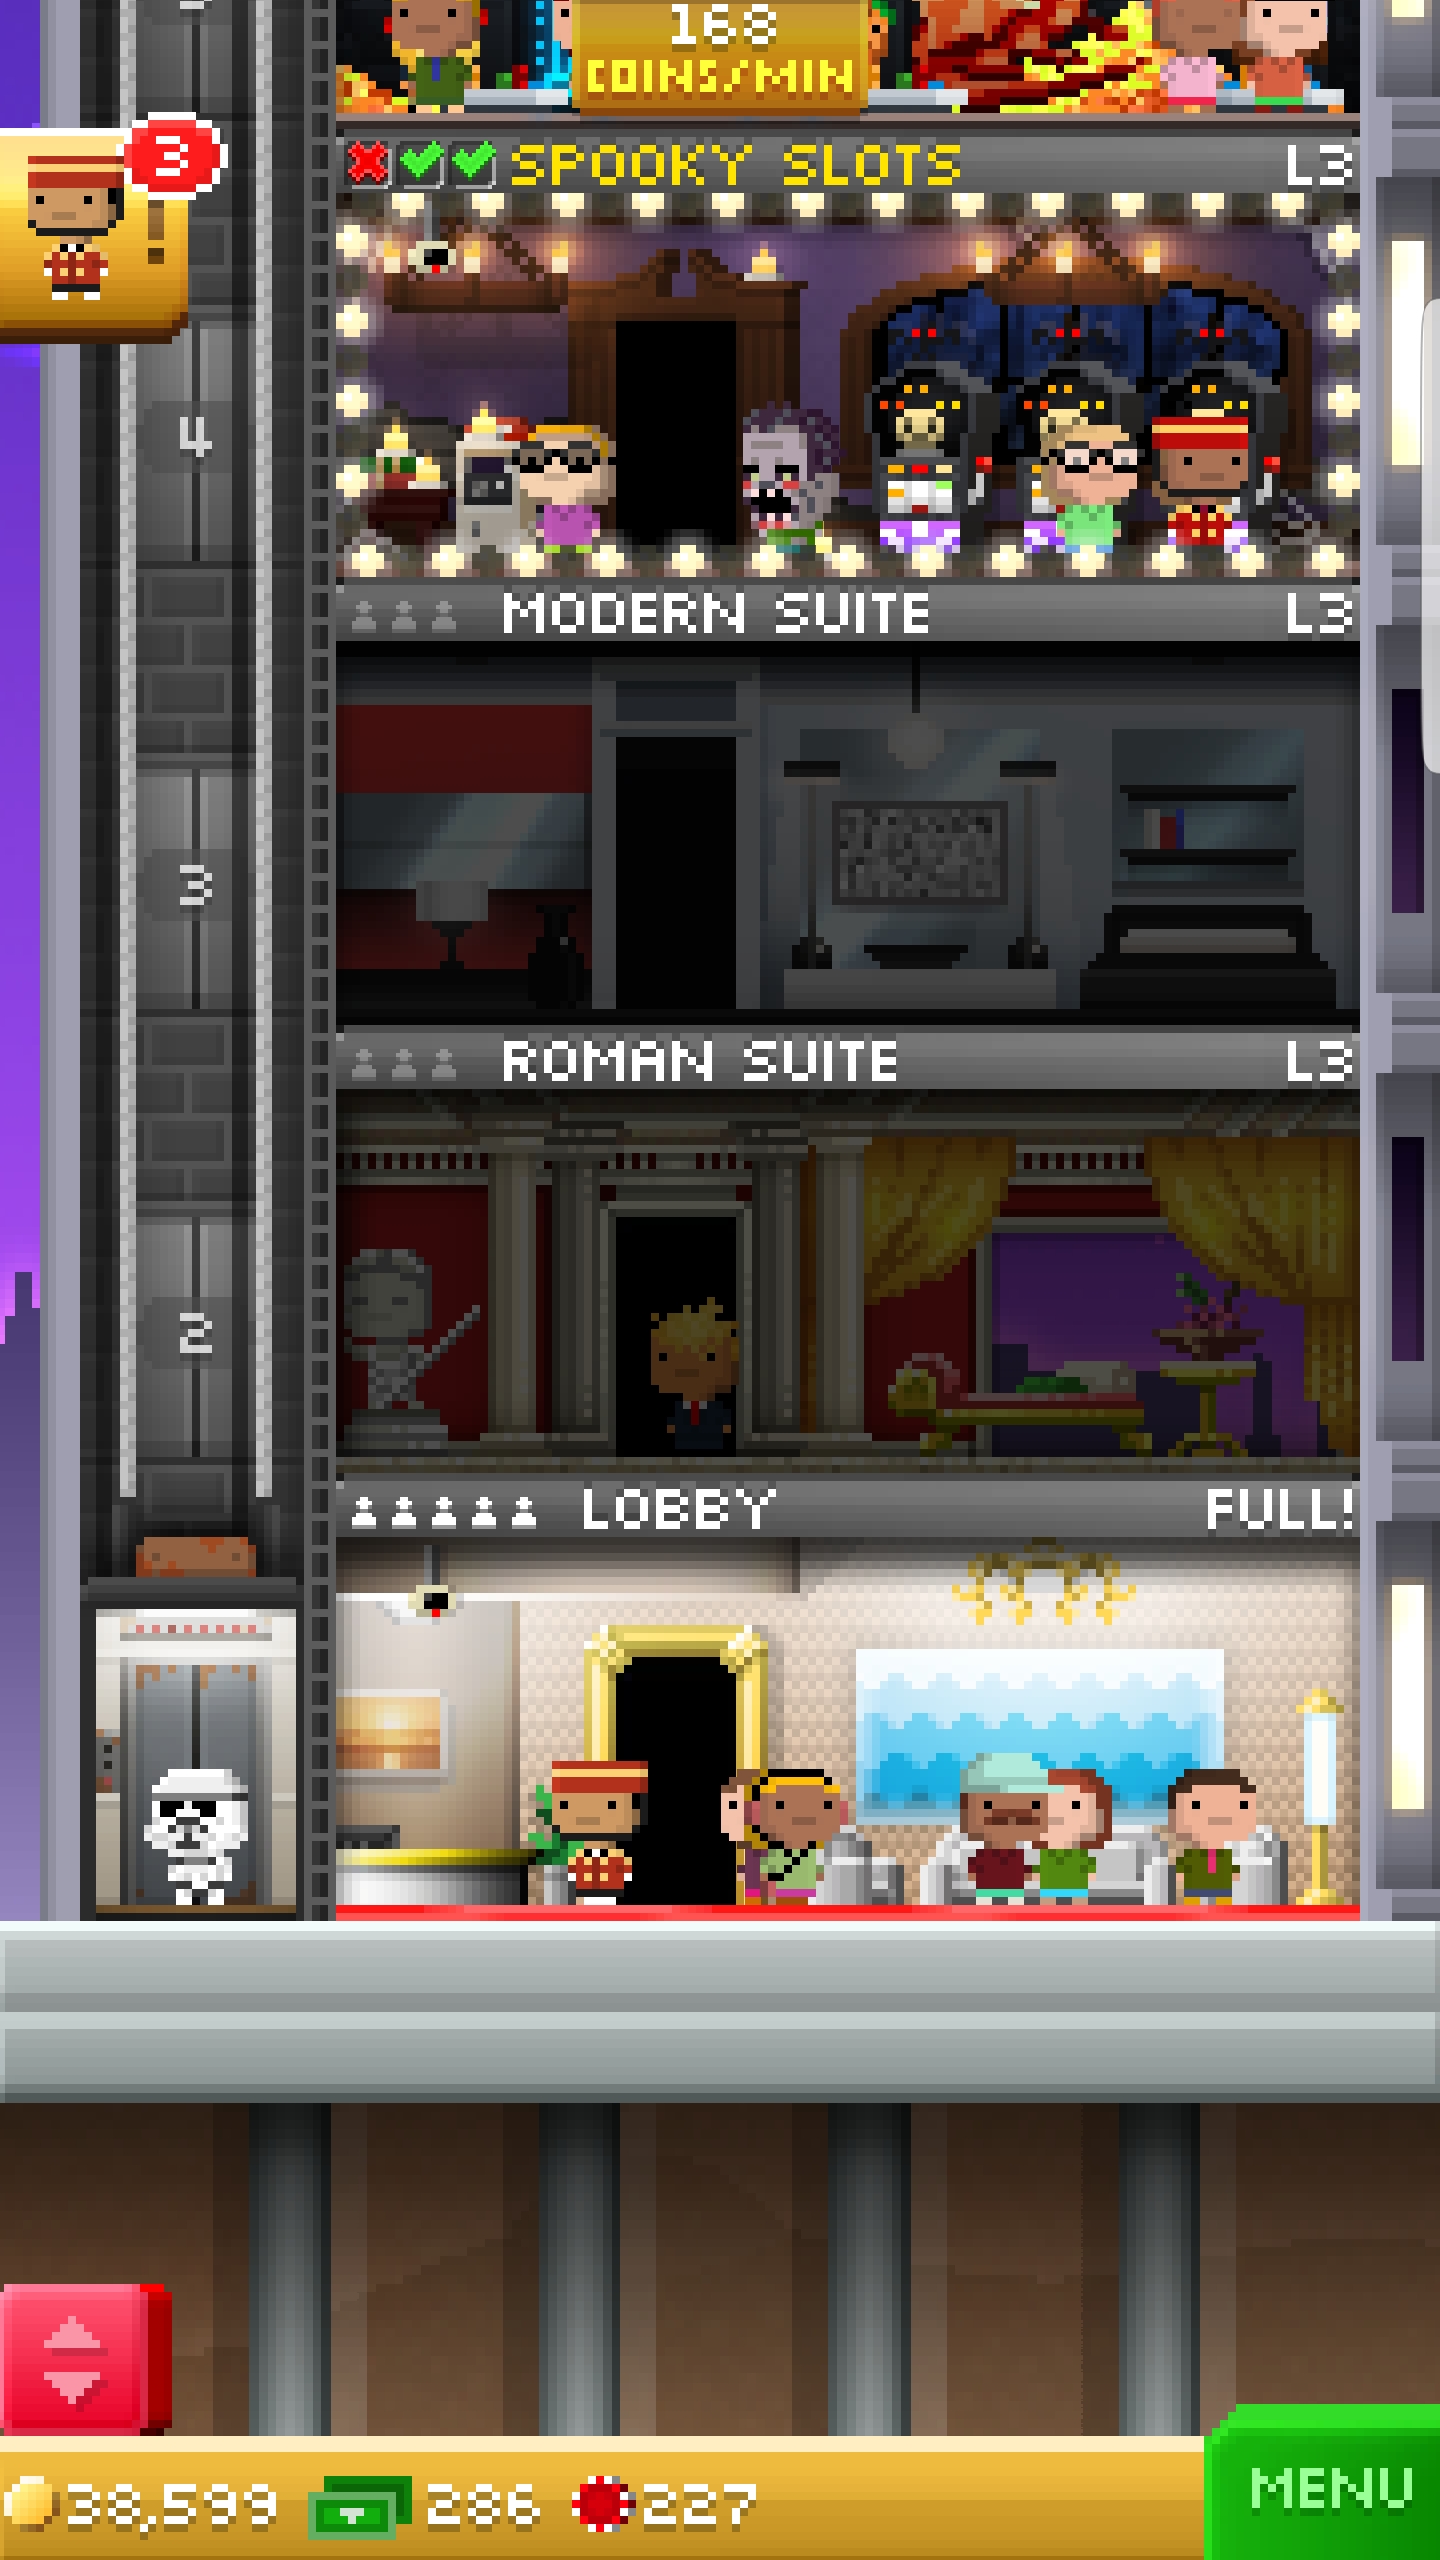 168
COINS/MIN
3
SPOOKY SLOTS L3
4
MODERN SUITE L3
3
ROMAN SUITE L3
2
LOBBY FULL!
38,599 286 227
MENU